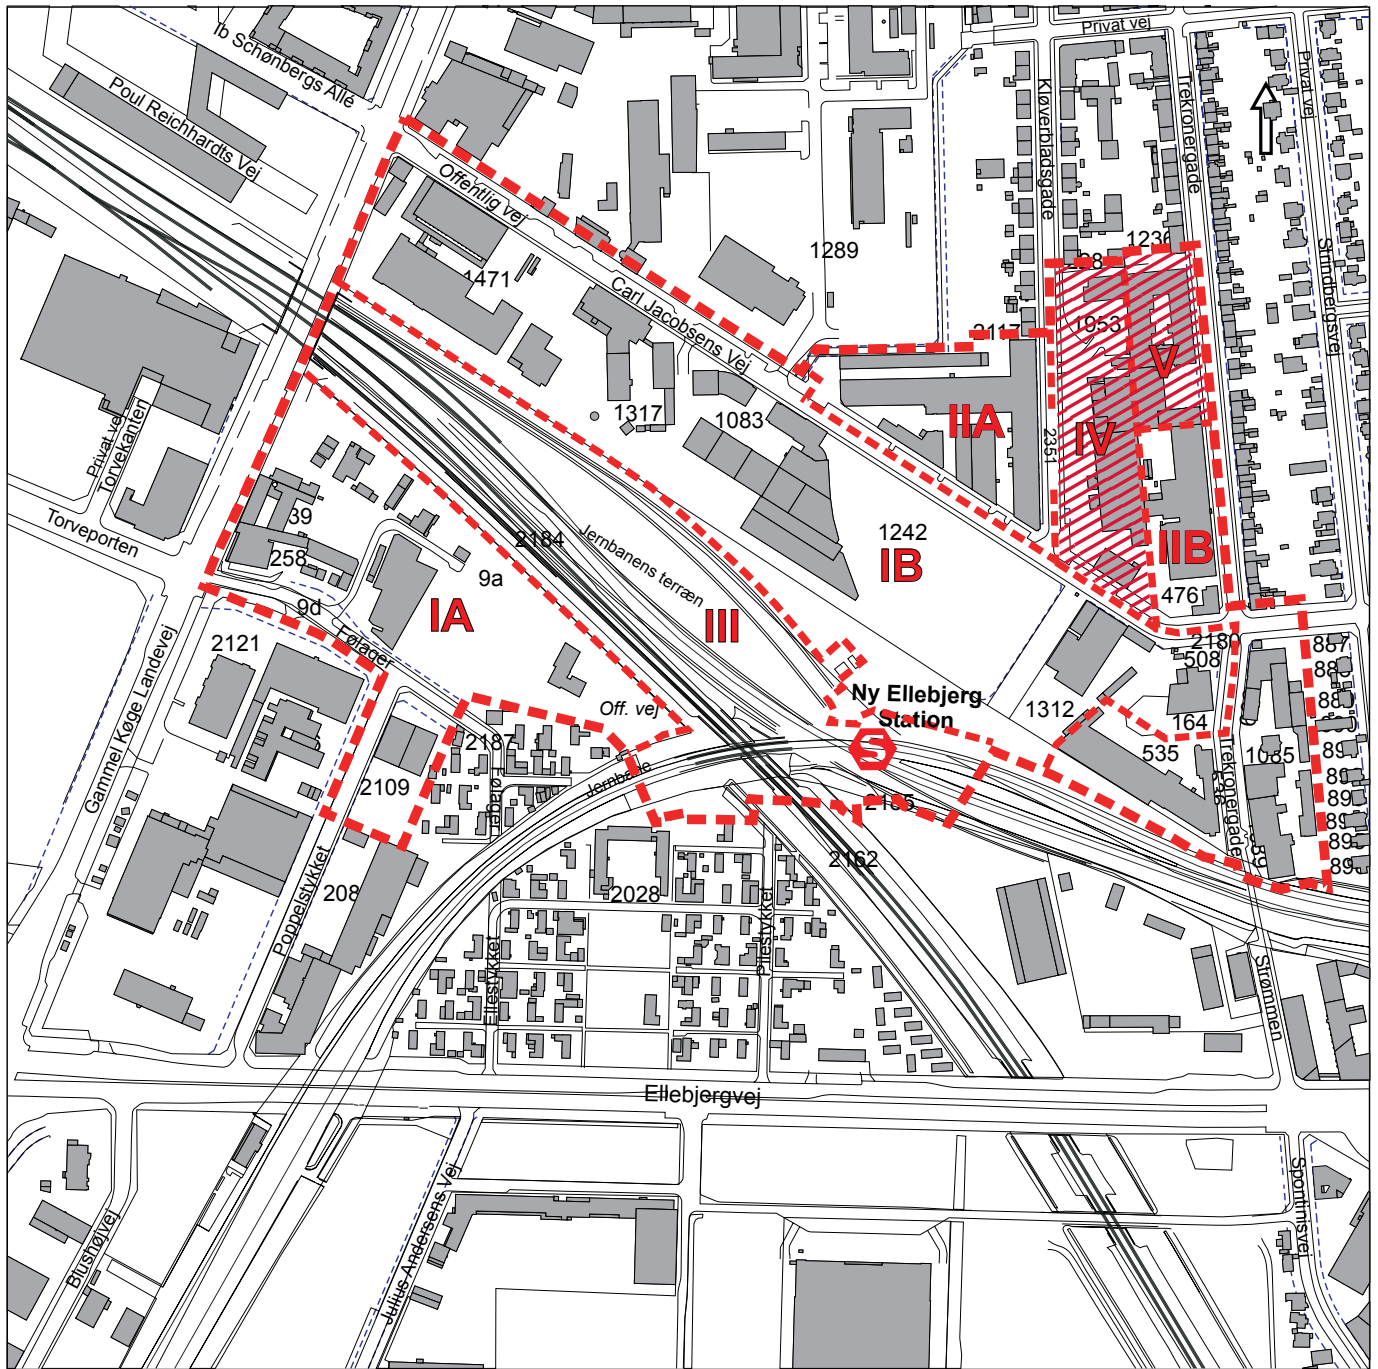 Privat vej
Ib Schønbergs Allé
Poul Reichhardts Vej
Kløverbladsgade
Trekronergade
Privat vej
Offentlig vej
1289
1236
Strindbergsvej
1471
Carl Jacobsens Vej
2117
1053
V
1317
1083
IIA
IV
2351
Privat vej
Torvekanten
Torveporten
39
258
2184
Jernbanens terræn
1242
IB
IIB
9a
9d
IA
III
476
Følager
2121
2180
508
887
Gammel Køge Landevej
Ny Ellebjerg
Station
S
Off. vej
1312
164
535
2187
Følager
Jernbane
1085
Trekronergade
2109
2162
2028
208
Poppelstykket
Ellestykket
Pilestykket
Strømmen
Ellebjergvej
Blushøjvej
Julius Andersens Vej
Spontinisvej